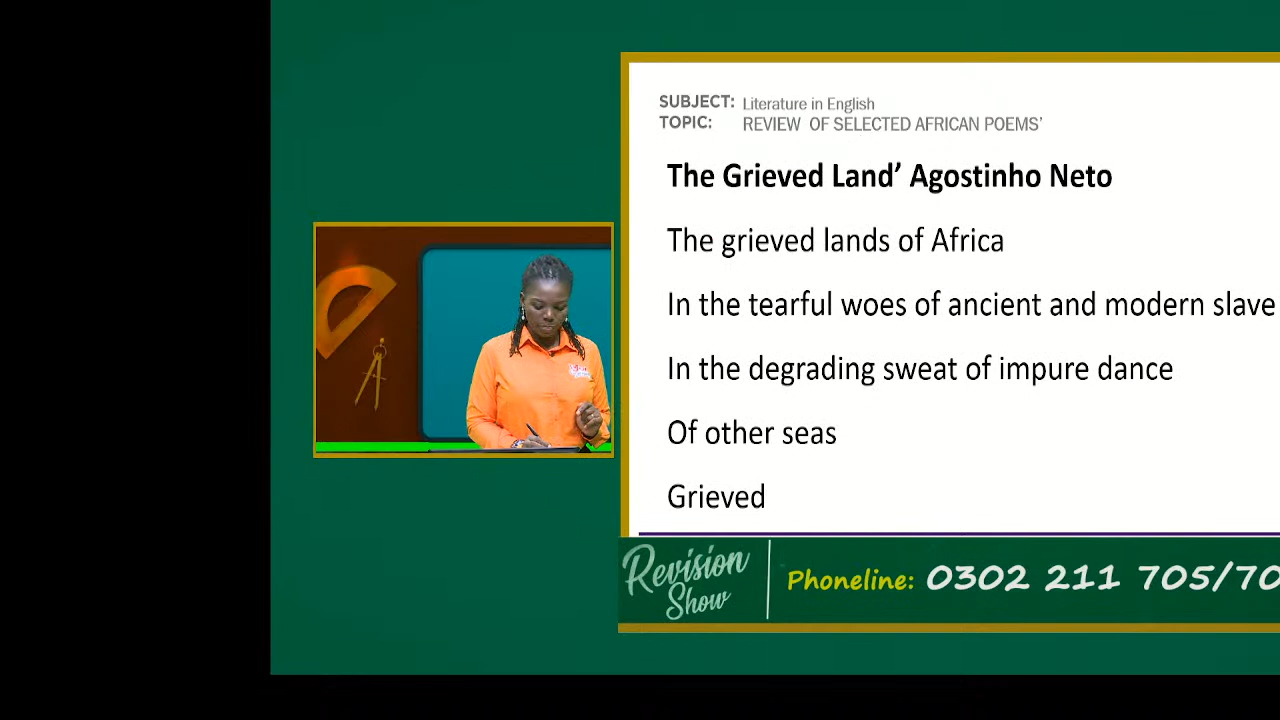 SUBJECT: Literature in English
TOPIC: REVIEW OF SELECTED AFRICAN POEMS’
The Grieved Land’ Agostinho Neto
The grieved lands of Africa
In the tearful woes of ancient and modern slave
In the degrading sweat of impure dance
Of other seas
Grieved
Revision
Show
Phoneline: 0302 211 705/70